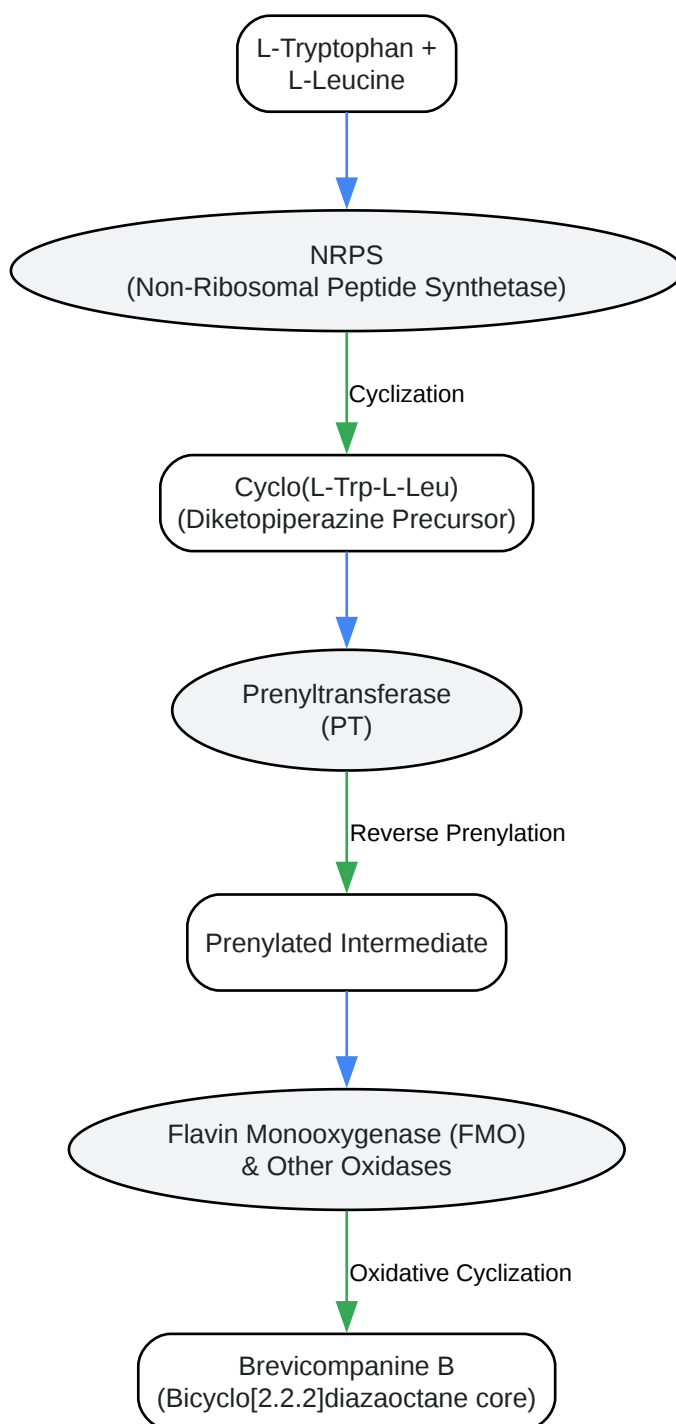 L-Tryptophan +
L-Leucine
NRPS
(Non-Ribosomal Peptide Synthetase)
Cyclization
Cyclo(L-Trp-L-Leu)
(Diketopiperazine Precursor)
Prenyltransferase
(PT)
Reverse Prenylation
Prenylated Intermediate
Flavin Monooxygenase (FMO)
& Other Oxidases
Oxidative Cyclization
Brevicompanine B
(Bicyclo[2.2.2]diazaoctane core)